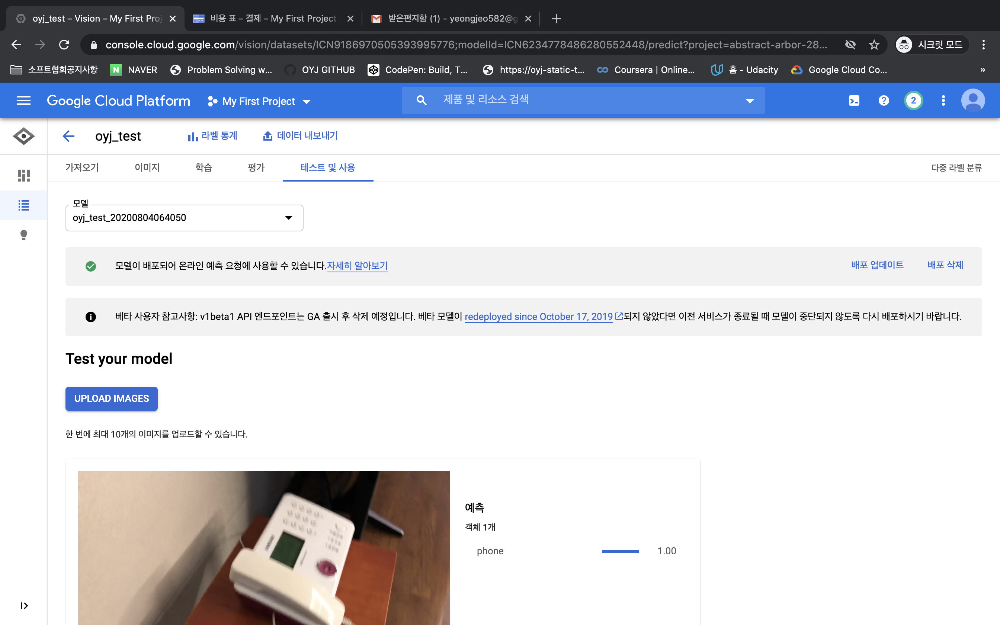 oyj_test – Vision – My First Proj
비용 표 – 결제 – My First Project -
받은편지함 (1) - yeongjeo582@g
console.cloud.google.com/vision/datasets/ICN9186970505393995776;modelId=ICN6234778486280552448/predict?project=abstract-arbor-28...
시크릿 모드
소프트협회공지사항
NAVER
Problem Solving w...
OYJ GITHUB
CodePen: Build, T...
https://oyj-static-t...
Coursera | Online...
홈 - Udacity
Google Cloud Co...
»
Google Cloud Platform
My First Project
제품 및 리소스 검색
2
oyj_test
라벨 통계
데이터 내보내기
가져오기
이미지
학습
평가
테스트 및 사용
다중 라벨 분류
모델
oyj_test_20200804064050
모델이 배포되어 온라인 예측 요청에 사용할 수 있습니다.자세히 알아보기
배포 업데이트
배포 삭제
베타 사용자 참고사항: v1beta1 API 엔드포인트는 GA 출시 후 삭제 예정입니다. 베타 모델이 redeployed since October 17, 2019 되지 않았다면 이전 서비스가 종료될 때 모델이 중단되지 않도록 다시 배포하시기 바랍니다.
Test your model
UPLOAD IMAGES
한 번에 최대 10개의 이미지를 업로드할 수 있습니다.
예측
객체 1개
phone
1.00